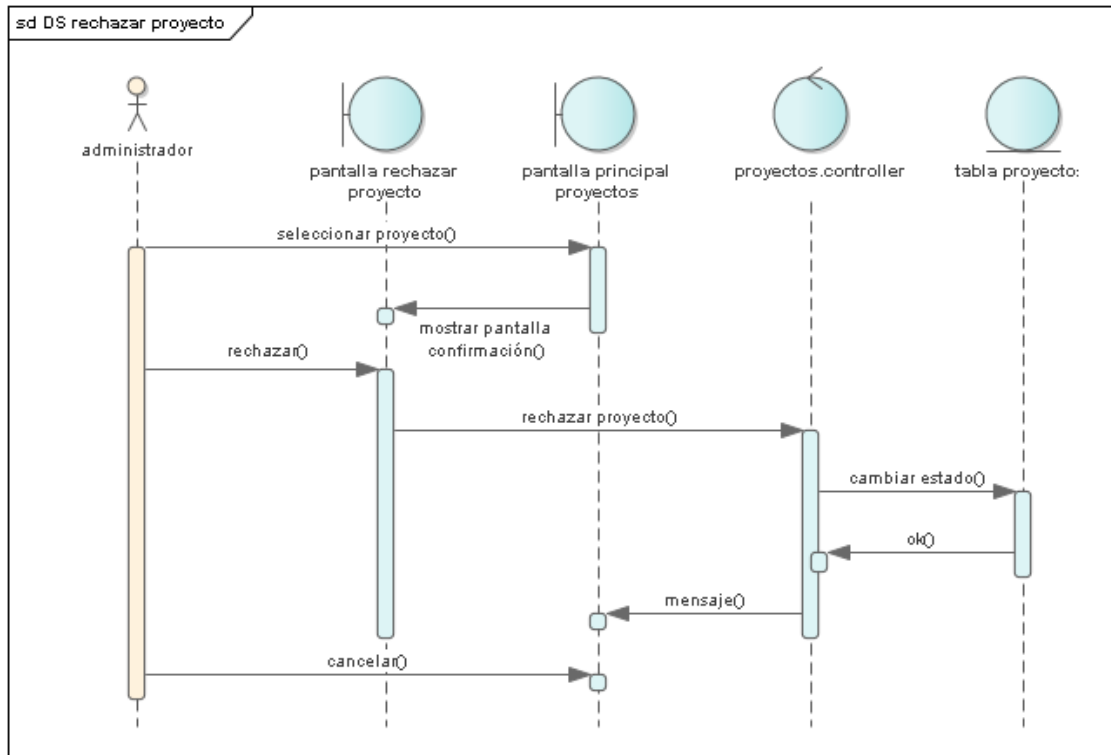 sd DS rechazar proyecto
administrador
pantalla rechazar
proyecto
pantalla principal
proyectos
proyectos.controller
tabla proyecto:
seleccionar proyecto()
mostrar pantalla
confirmación()
rechazar()
rechazar proyecto()
cambiar estado()
ok()
mensaje()
cancelar()